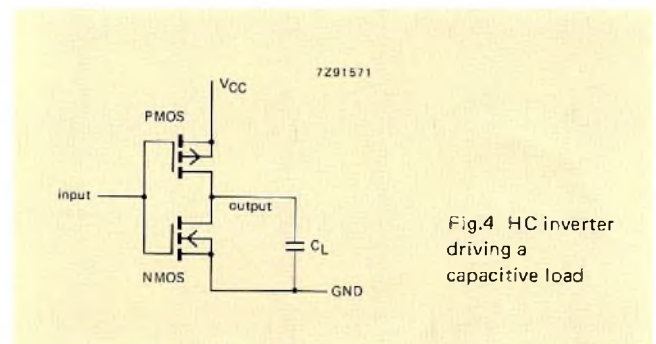 7Z91571
VCC
PMOS
input
output
CL
NMOS
GND
Fig.4 HC inverter
driving a
capacitive load